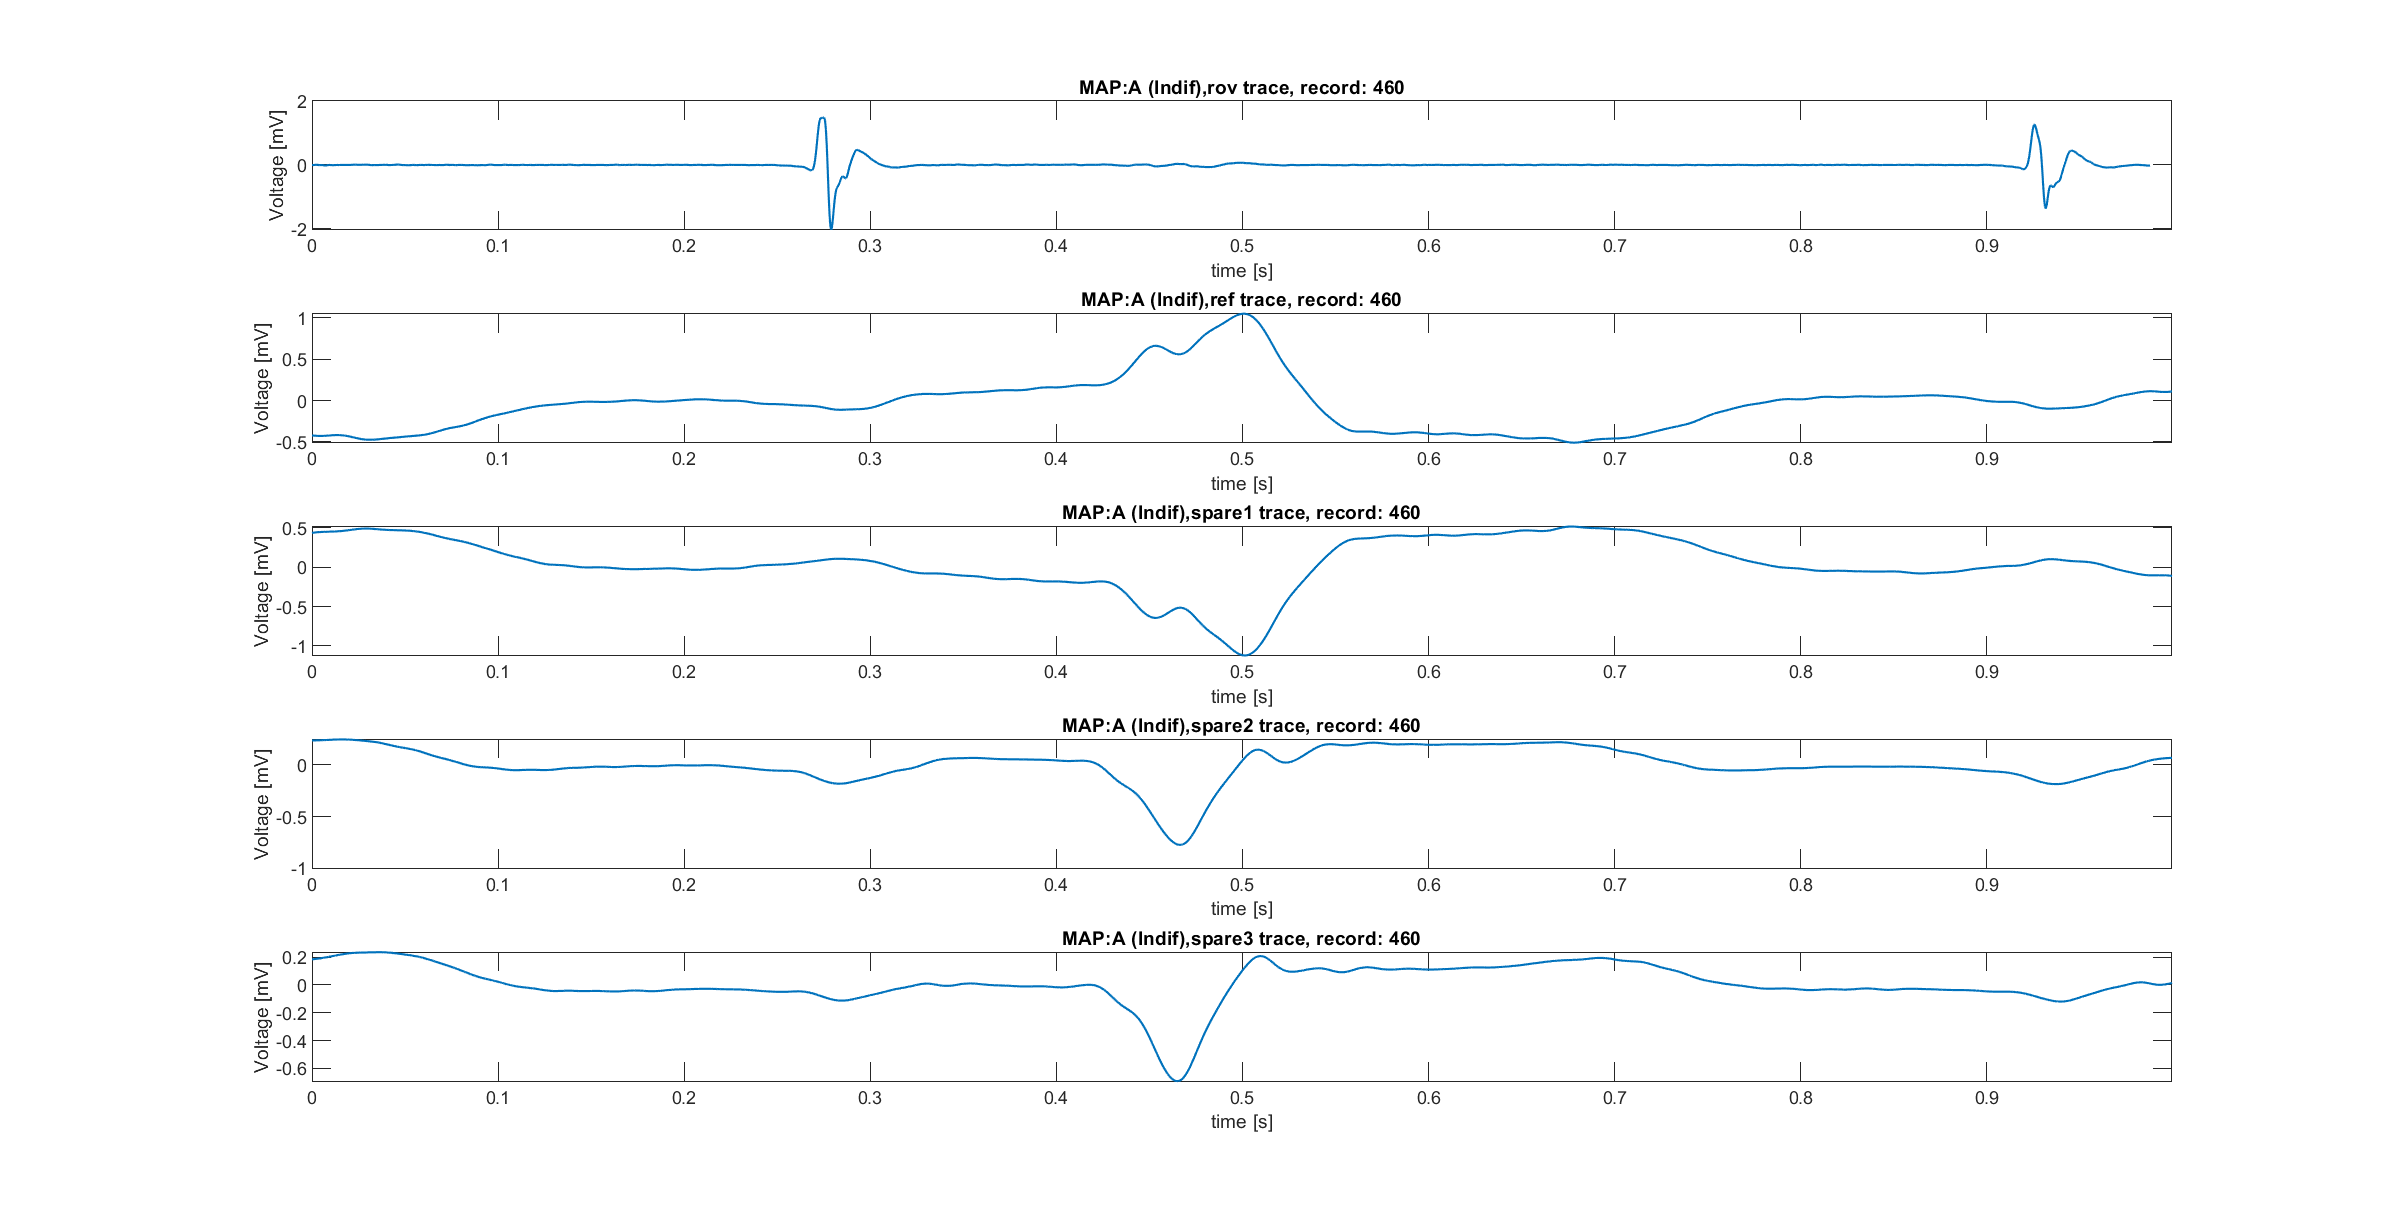 MAP:A (Indif),rov trace, record: 460
Voltage [mV]
2
0
-2
0 0.1 0.2 0.3 0.4 0.5 0.6 0.7 0.8 0.9
time [s]
MAP:A (Indif),ref trace, record: 460
Voltage [mV]
1
0.5
0
-0.5
0 0.1 0.2 0.3 0.4 0.5 0.6 0.7 0.8 0.9
time [s]
MAP:A (Indif),spare1 trace, record: 460
Voltage [mV]
0.5
0
-0.5
-1
0 0.1 0.2 0.3 0.4 0.5 0.6 0.7 0.8 0.9
time [s]
MAP:A (Indif),spare2 trace, record: 460
Voltage [mV]
0
-0.5
-1
0 0.1 0.2 0.3 0.4 0.5 0.6 0.7 0.8 0.9
time [s]
MAP:A (Indif),spare3 trace, record: 460
Voltage [mV]
0.2
0
-0.2
-0.4
-0.6
0 0.1 0.2 0.3 0.4 0.5 0.6 0.7 0.8 0.9
time [s]